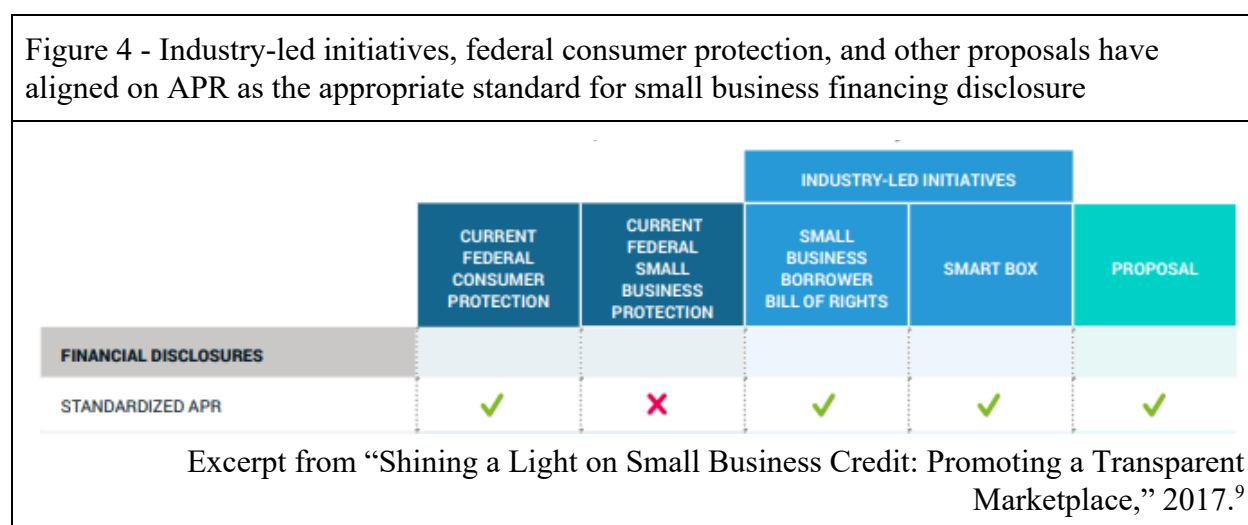 Figure 4 - Industry-led initiatives, federal consumer protection, and other proposals have
aligned on APR as the appropriate standard for small business financing disclosure
INDUSTRY-LED INITIATIVES
CURRENT
FEDERAL
CONSUMER
PROTECTION
CURRENT
FEDERAL
SMALL
BUSINESS
PROTECTION
SMALL
BUSINESS
BORROWER
BILL OF RIGHTS
SMART BOX
PROPOSAL
FINANCIAL DISCLOSURES
STANDARDIZED APR
Excerpt from “Shining a Light on Small Business Credit: Promoting a Transparent
Marketplace,” 2017.⁹